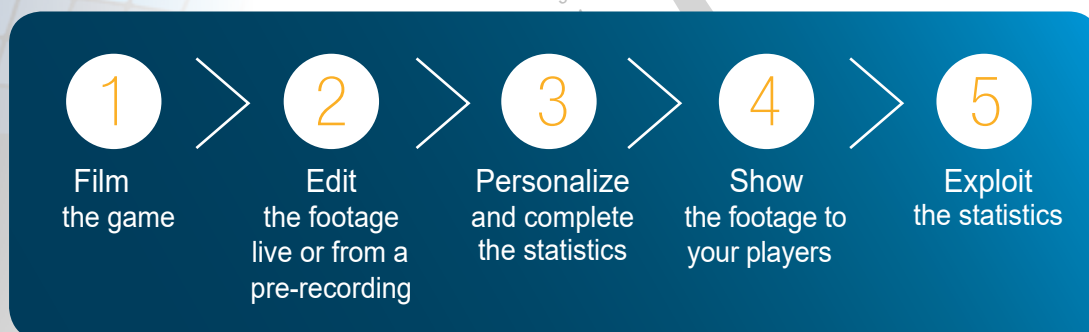 1
Film
the game
2
Edit
the footage
live or from a
pre-recording
3
Personalize
and complete
the statistics
4
Show
the footage to
your players
5
Exploit
the statistics